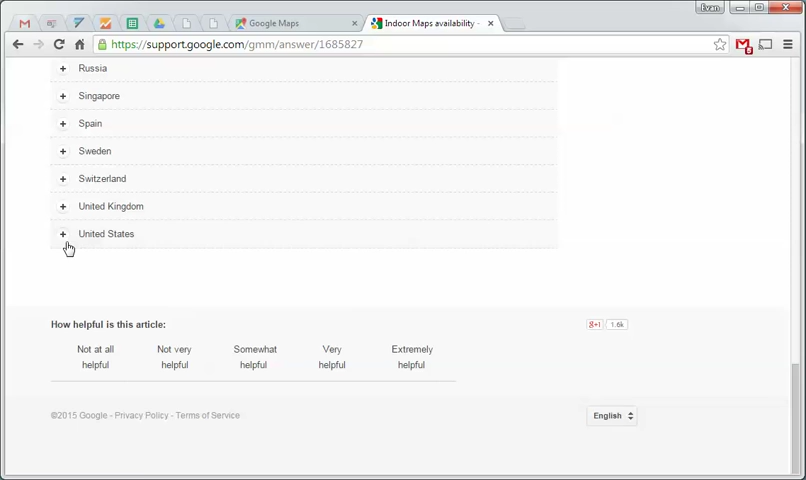 Evan
Google Maps
Indoor Maps availability -
https://support.google.com/gmm/answer/1685827
Russia
Singapore
Spain
Sweden
Switzerland
United Kingdom
United States
How helpful is this article:
g+1 1.6k
Not at all helpful
Not very helpful
Somewhat helpful
Very helpful
Extremely helpful
©2015 Google - Privacy Policy - Terms of Service
English